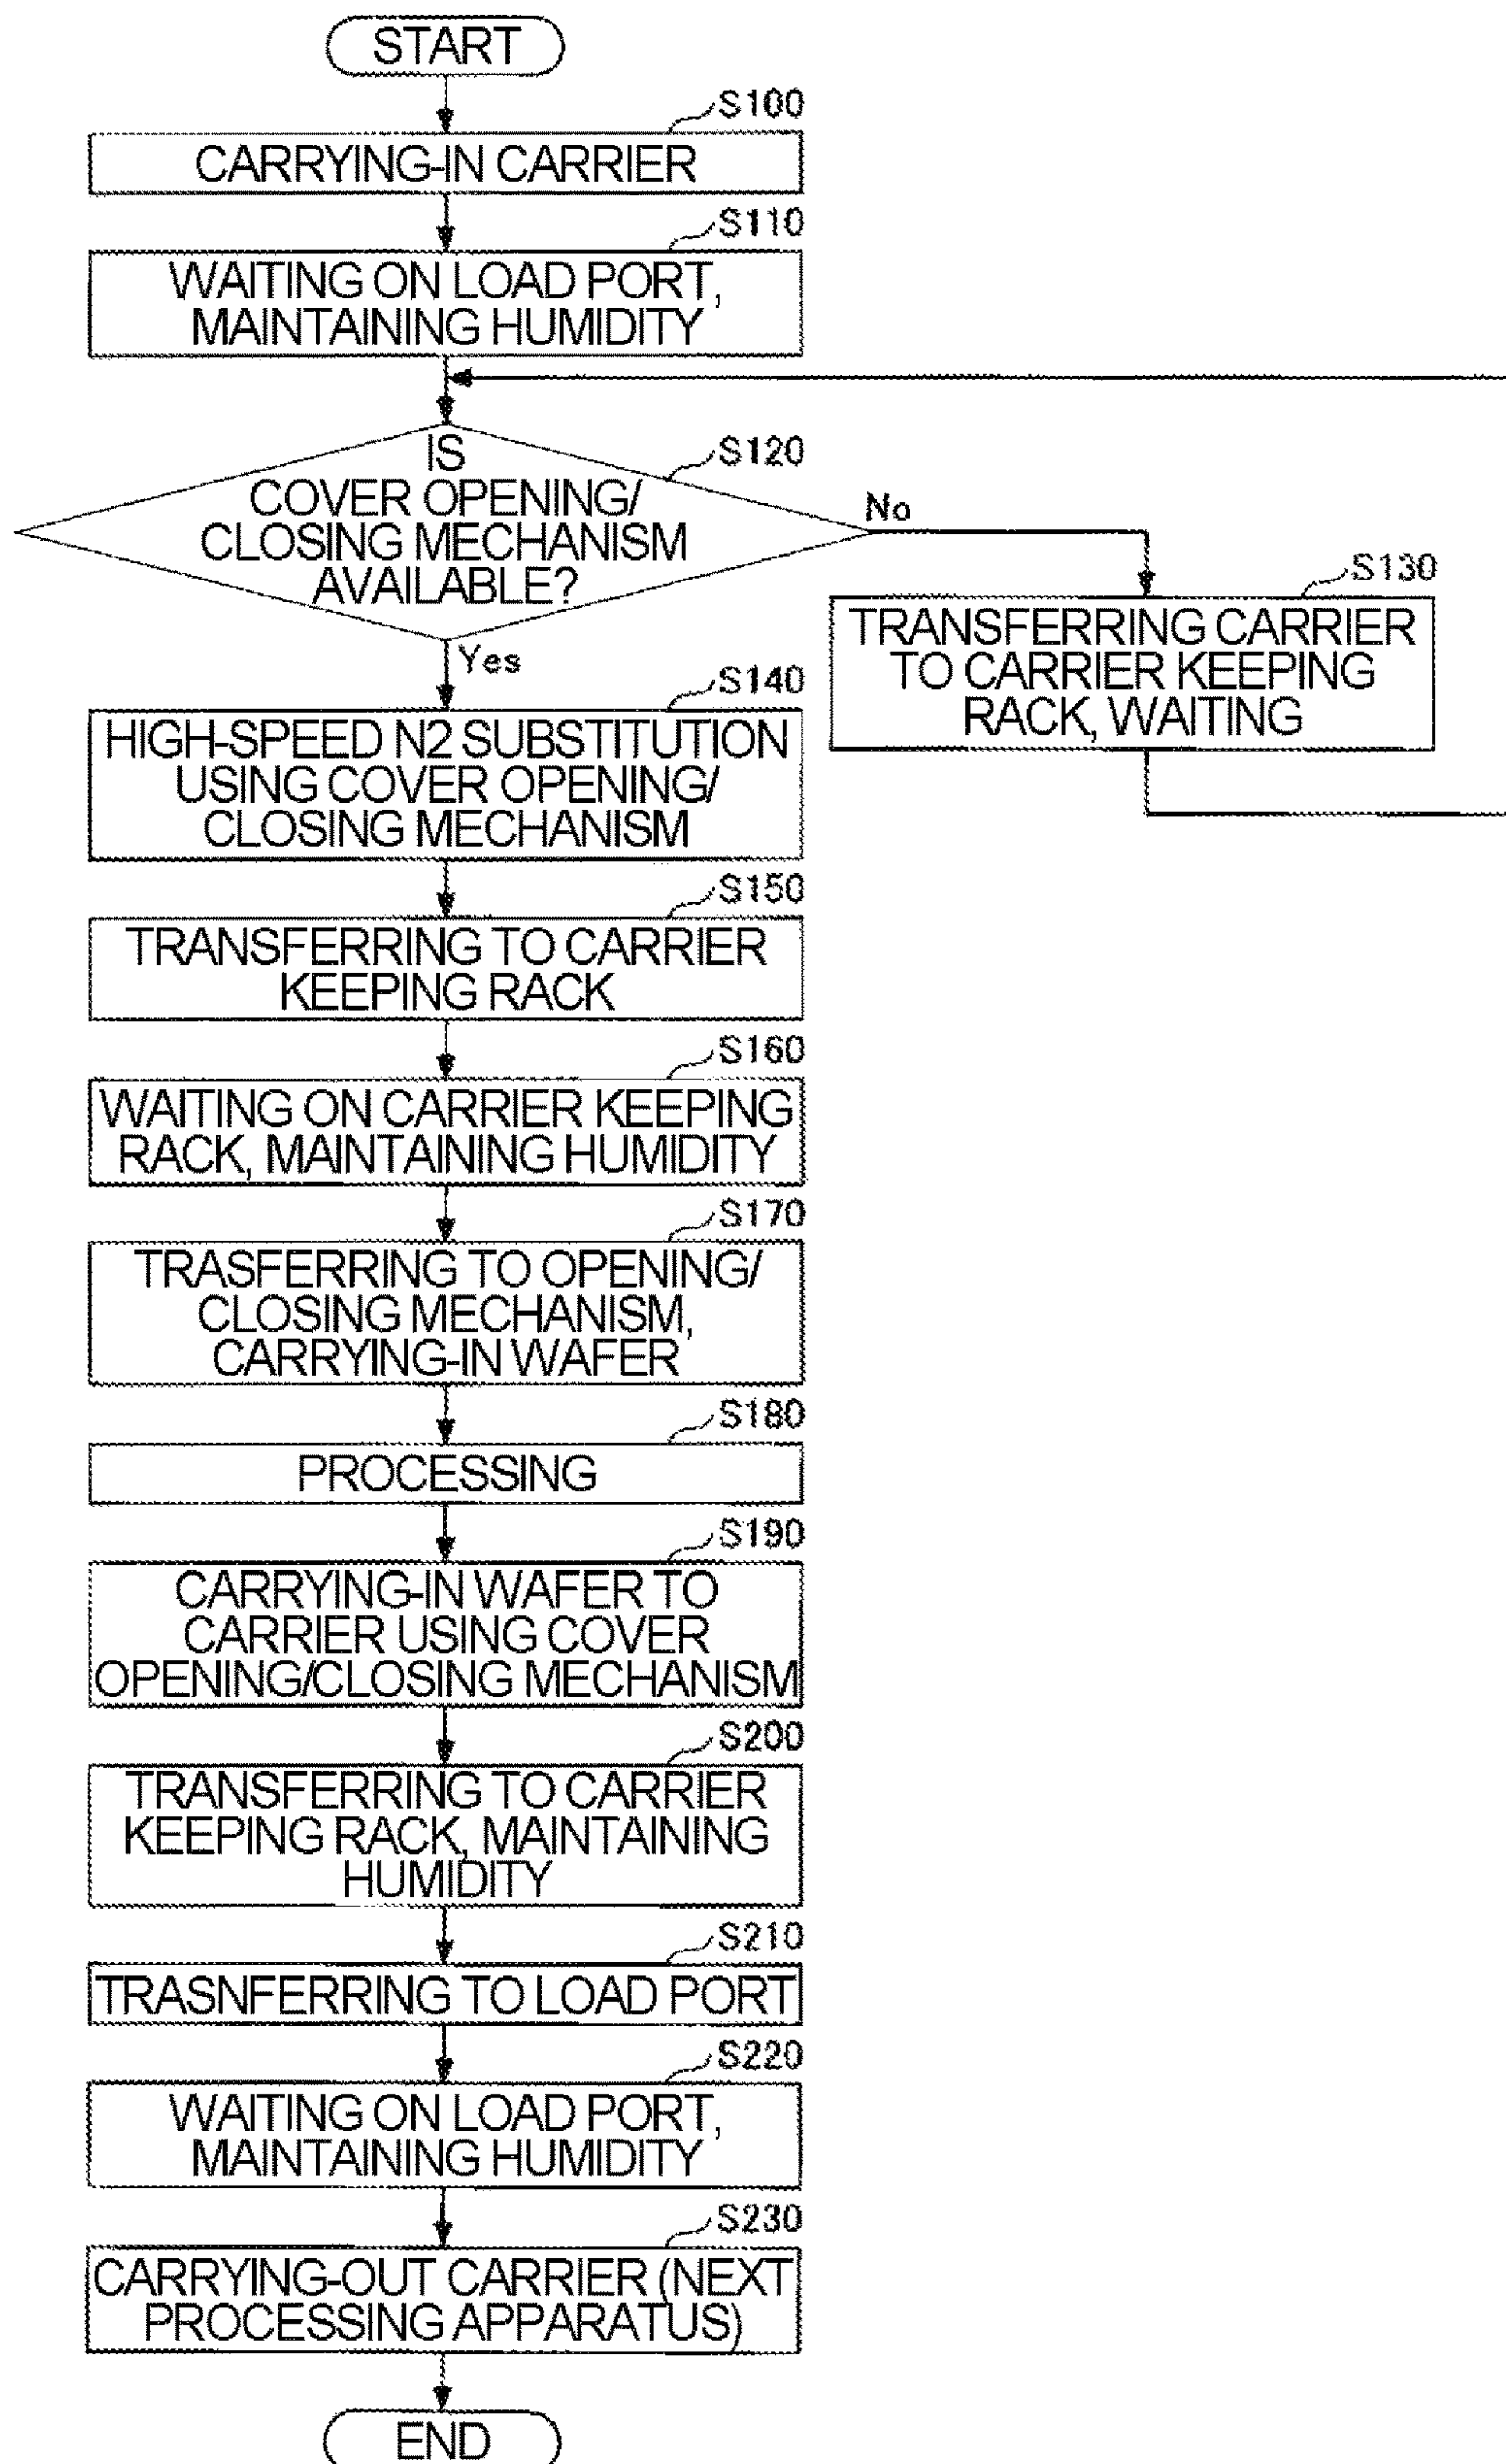 START
S100
CARRYING-IN CARRIER
S110
WAITING ON LOAD PORT,
MAINTAINING HUMIDITY
S120
IS
COVER OPENING/
CLOSING MECHANISM
AVAILABLE?
No
S130
TRANSFERRING CARRIER
TO CARRIER KEEPING
RACK, WAITING
Yes
S140
HIGH-SPEED N2 SUBSTITUTION
USING COVER OPENING/
CLOSING MECHANISM
S150
TRANSFERRING TO CARRIER
KEEPING RACK
S160
WAITING ON CARRIER KEEPING
RACK, MAINTAINING HUMIDITY
S170
TRASFERRING TO OPENING/
CLOSING MECHANISM,
CARRYING-IN WAFER
S180
PROCESSING
S190
CARRYING-IN WAFER TO
CARRIER USING COVER
OPENING/CLOSING MECHANISM
S200
TRANSFERRING TO CARRIER
KEEPING RACK, MAINTAINING
HUMIDITY
S210
TRASNFERRING TO LOAD PORT
S220
WAITING ON LOAD PORT,
MAINTAINING HUMIDITY
S230
CARRYING-OUT CARRIER (NEXT
PROCESSING APPARATUS)
END